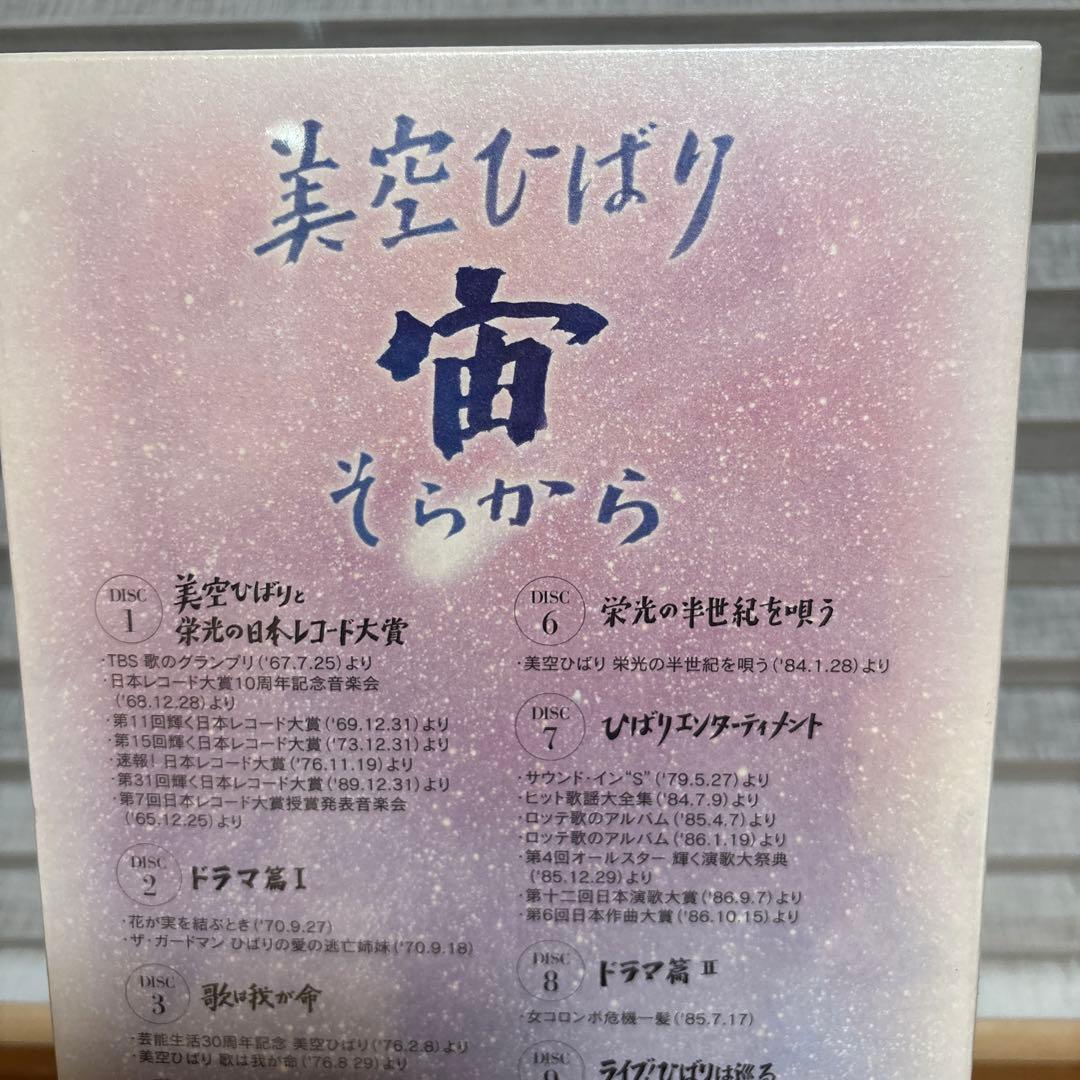 美空ひばり
宙
そらから
DISC
1
美空ひばりと
栄光の日本レコード大賞
・TBS 歌のグランプリ('67.7.25)より
・日本レコード大賞10周年記念音楽会
('68.12.28)より
・第11回輝く日本レコード大賞('69.12.31)より
・第15回輝く日本レコード大賞('73.12.31)より
・速報! 日本レコード大賞('76.11.19)より
・第31回輝く日本レコード大賞('89.12.31)より
・第7回日本レコード大賞授賞発表音楽会
('65.12.25)より
DISC
2
ドラマ篇 I
・花が実を結ぶとき('70.9.27)
・ザ・ガードマン ひばりの愛の逃亡姉妹('70.9.18)
DISC
3
歌は我が命
・芸能生活30周年記念 美空ひばり('76.2.8)より
・美空ひばり 歌は我が命('76.8 29)より
DISC
6
栄光の半世紀を唄う
・美空ひばり 栄光の半世紀を唄う('84.1.28)より
DISC
7
ひばりエンターティメント
・サウンド・イン“S”('79.5.27)より
・ヒット歌謡大全集('84.7.9)より
・ロッテ歌のアルバム('85.4.7)より
・ロッテ歌のアルバム('86.1.19)より
・第4回オールスター 輝く演歌大祭典
('85.12.29)より
・第十二回日本演歌大賞('86.9.7)より
・第6回日本作曲大賞('86.10.15)より
DISC
8
ドラマ篇 II
・女コロンボ危機一髪('85.7.17)
DISC
9
ライブ!ひばりは巡る